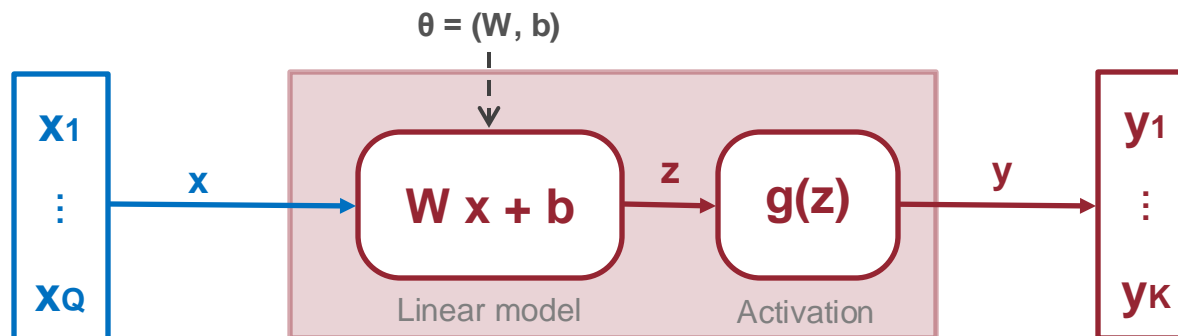 θ = (W, b)
x1
⋮
xQ
x
W x + b
Linear model
z
g(z)
Activation
y
y1
⋮
yK